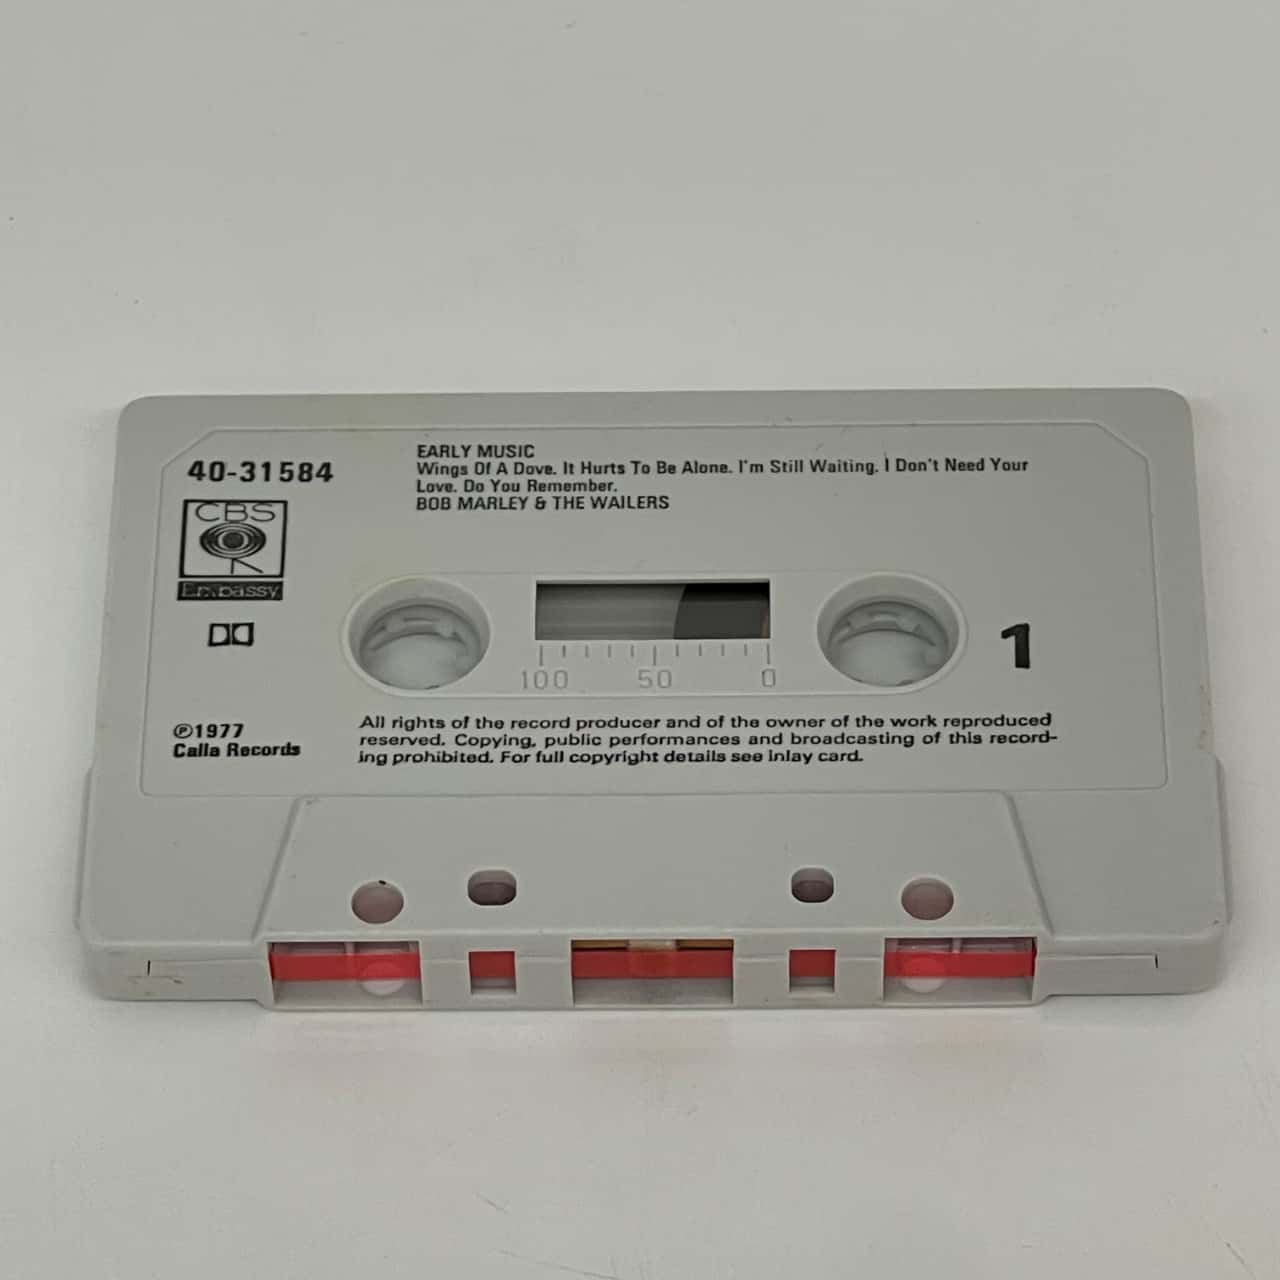 40-31584
CBS
Embassy
EARLY MUSIC
Wings Of A Dove. It Hurts To Be Alone. I'm Still Waiting. I Don't Need Your
Love. Do You Remember.
BOB MARLEY & THE WAILERS
100 50 0
1
℗1977
Calla Records
All rights of the record producer and of the owner of the work reproduced
reserved. Copying, public performances and broadcasting of this record-
ing prohibited. For full copyright details see inlay card.